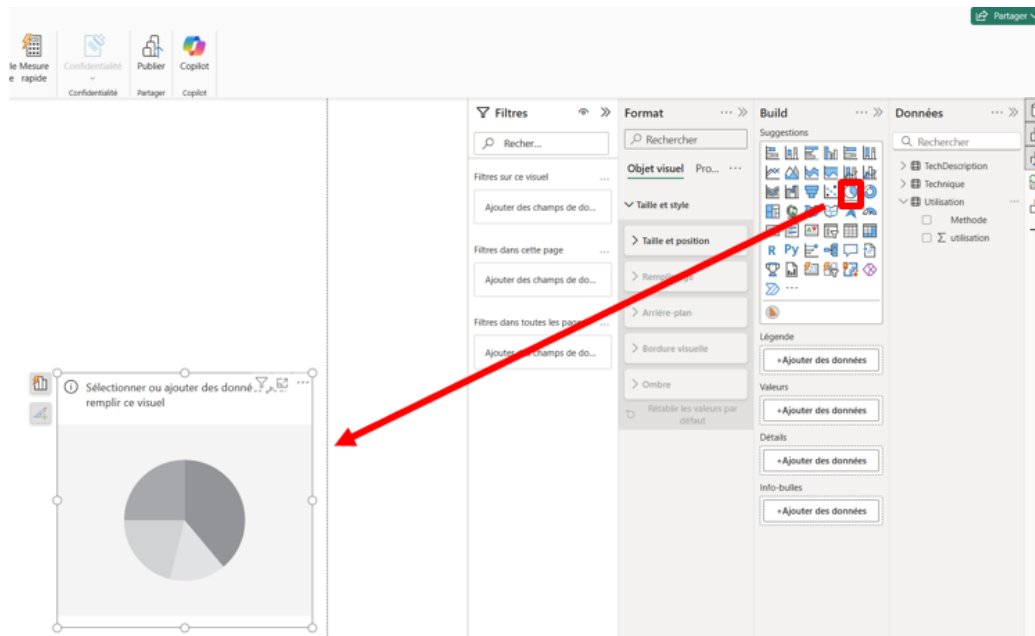 Partager
le Mesure
e rapide
Confidentialité
Publier
Copilot
Confidentialité
Partager
Copilot
Filtres
Recher...
Filtres sur ce visuel
Ajouter des champs de do...
Filtres dans cette page
Ajouter des champs de do...
Filtres dans toutes les pages
Ajouter des champs de do...
Format
Rechercher
Objet visuel Pro...
Taille et style
Taille et position
Remplissage
Arrière-plan
Bordure visuelle
Ombre
Rétablir les valeurs par
défaut
Build
Suggestions
R Py
Légende
+Ajouter des données
Valeurs
+Ajouter des données
Détails
+Ajouter des données
Info-bulles
+Ajouter des données
Données
Rechercher
TechDescription
Technique
Utilisation
Methode
∑ utilisation
Sélectionner ou ajouter des donné
remplir ce visuel